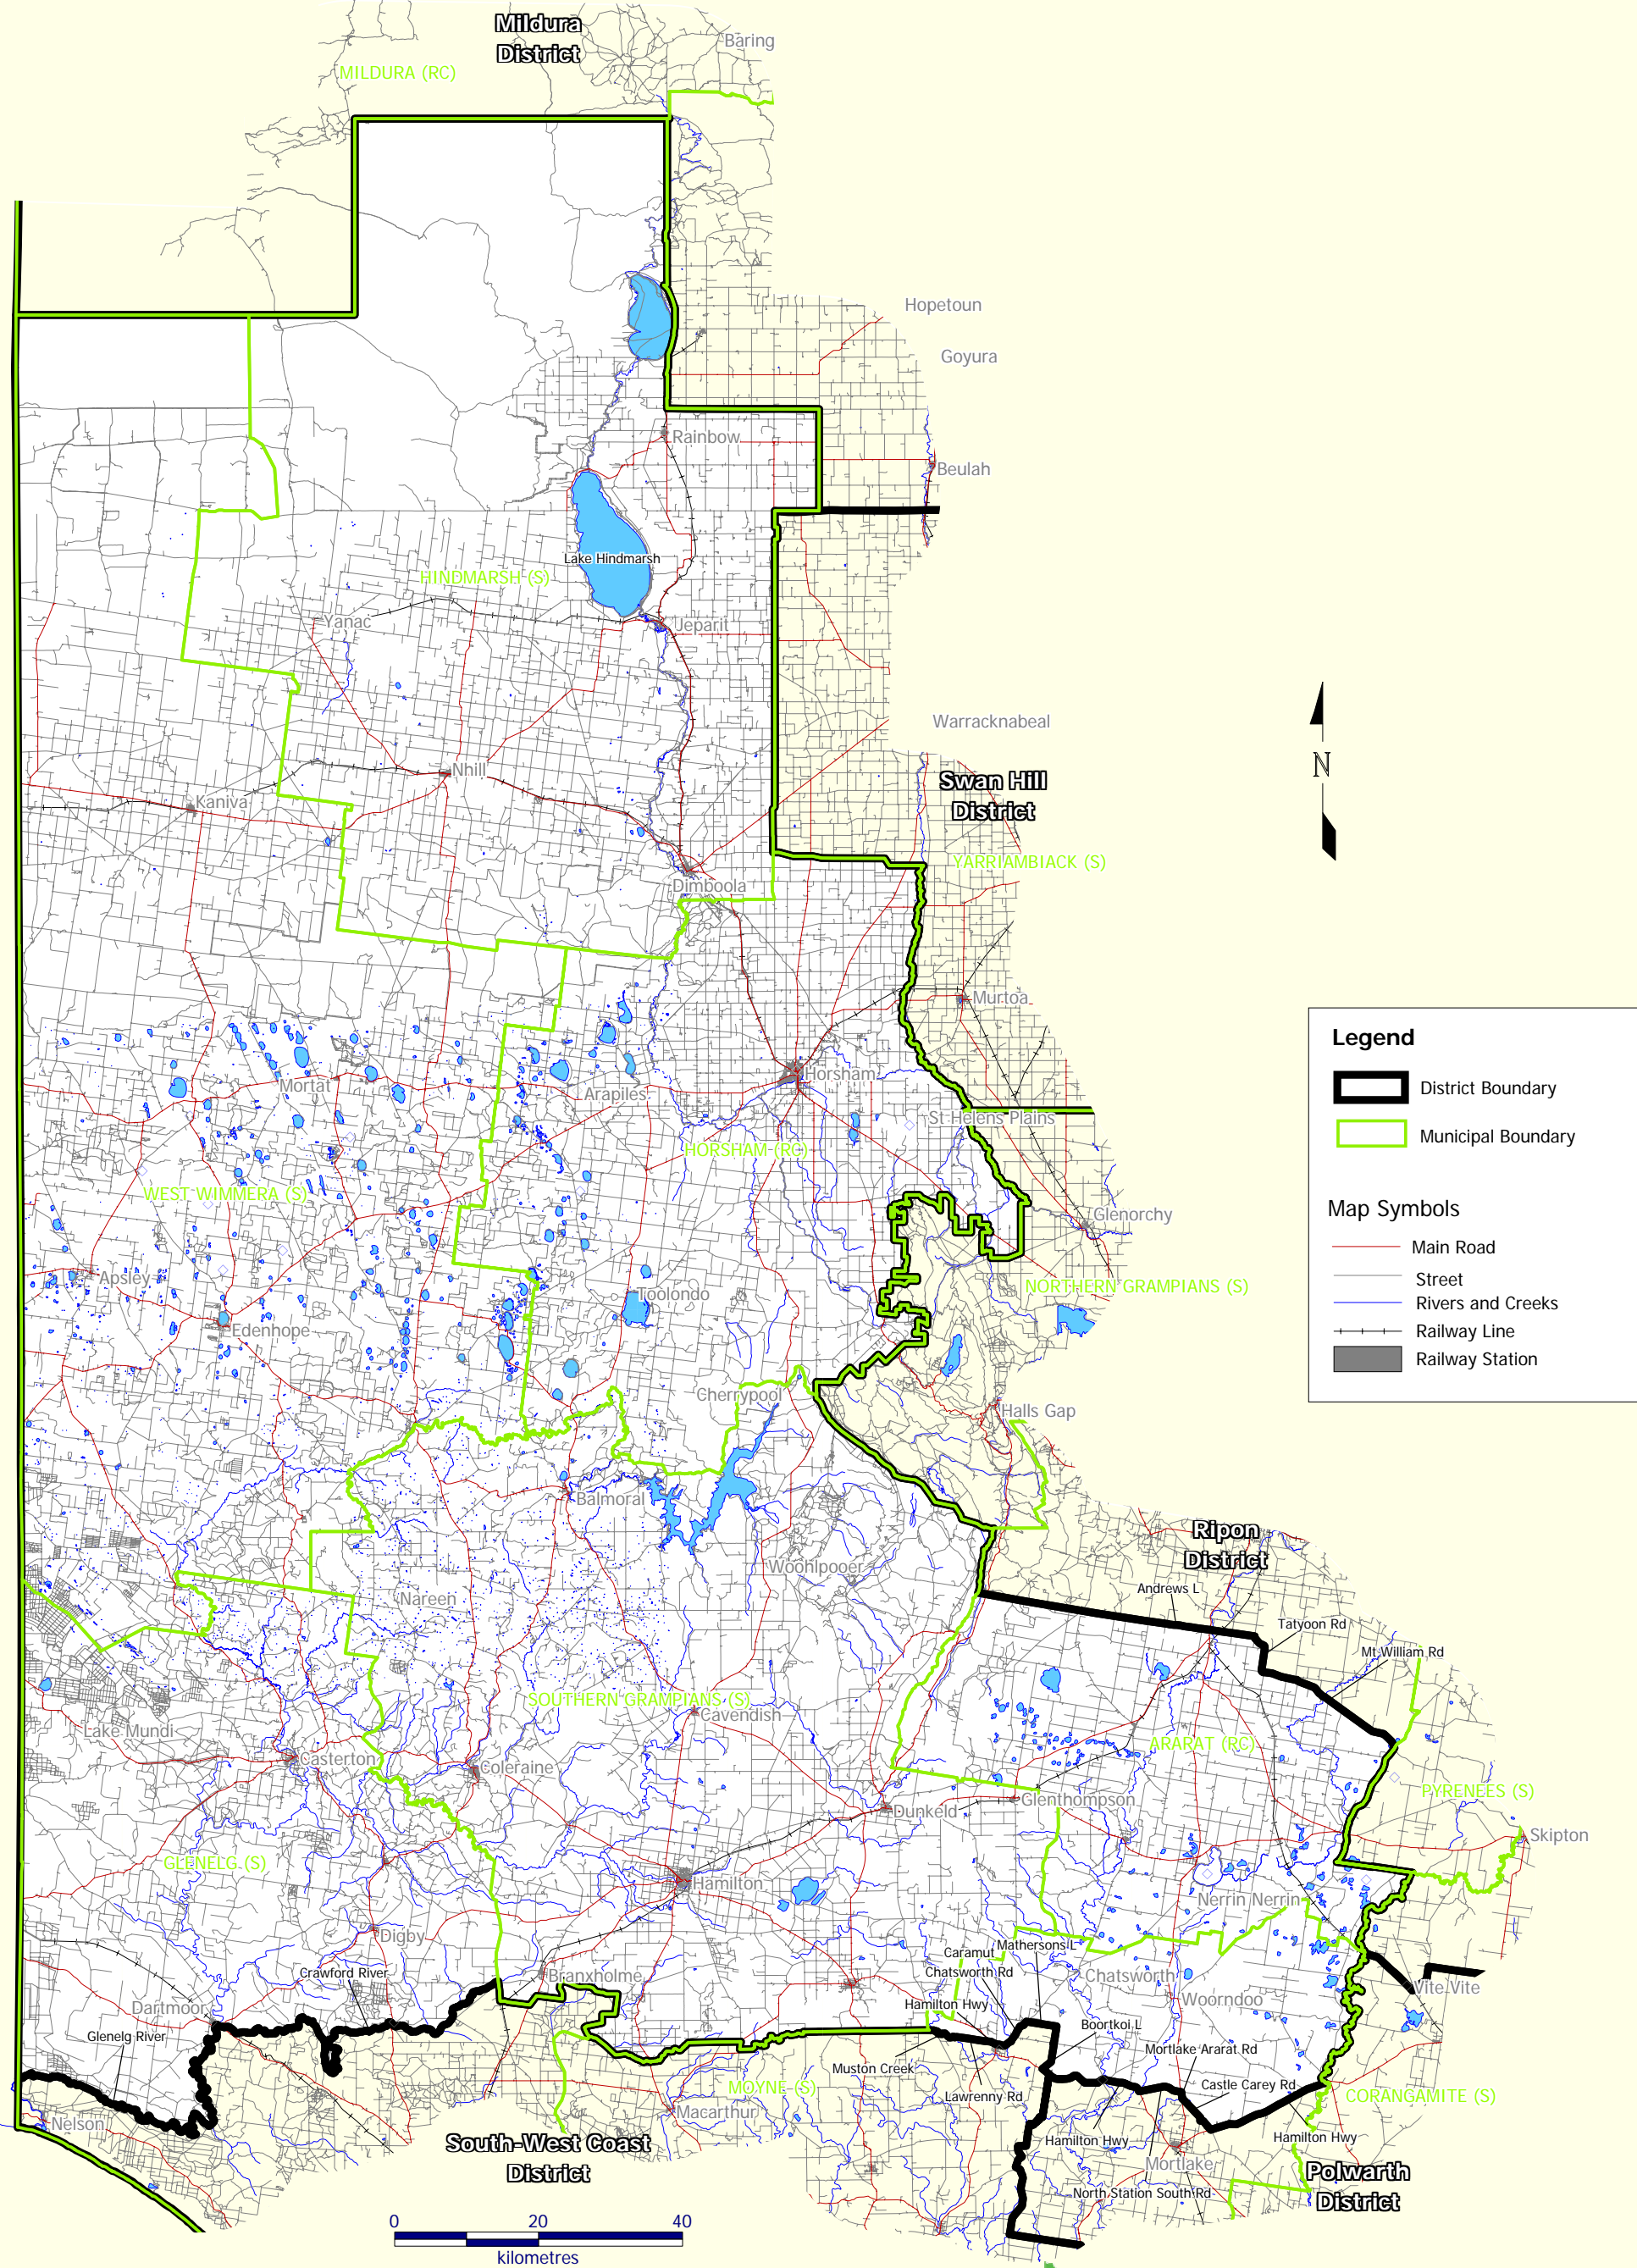 Mildura
District
Baring
MILDURA (RC)
Hopetoun
Goyura
Rainbow
Beulah
Lake Hindmarsh
HINDMARSH (S)
Yanac
Jeparit
Warracknabeal
Nhill
Swan Hill
District
Kaniva
YARRIAMBIACK (S)
Dimboola
Murtoa
Horsham
Mortat
Arapiles
St Helens Plains
HORSHAM (RC)
WEST WIMMERA (S)
Glenorchy
Apsley
NORTHERN GRAMPIANS (S)
Toolondo
Edenhope
Cherrypool
Halls Gap
Balmoral
Ripon
District
Woohlpooer
Andrews L
Nareen
Tatyoon Rd
Mt William Rd
SOUTHERN GRAMPIANS (S)
Cavendish
Lake Mundi
ARARAT (RC)
Casterton
Coleraine
PYRENEES (S)
Glenthompson
Dunkeld
Skipton
GLENELG (S)
Hamilton
Nerrin Nerrin
Digby
Mathersons L
Caramut
Chatsworth Rd
Crawford River
Branxholme
Chatsworth
Vite Vite
Woorndoo
Hamilton Hwy
Dartmoor
Boortkoi L
Glenelg River
Mortlake Ararat Rd
Muston Creek
Castle Carey Rd
MOYNE (S)
Lawrenny Rd
CORANGAMITE (S)
Macarthur
Nelson
Hamilton Hwy
Hamilton Hwy
South-West Coast
District
Mortlake
Polwarth
District
North Station South Rd
0 20 40
kilometres
N
Legend
District Boundary
Municipal Boundary
Map Symbols
Main Road
Street
Rivers and Creeks
Railway Line
Railway Station